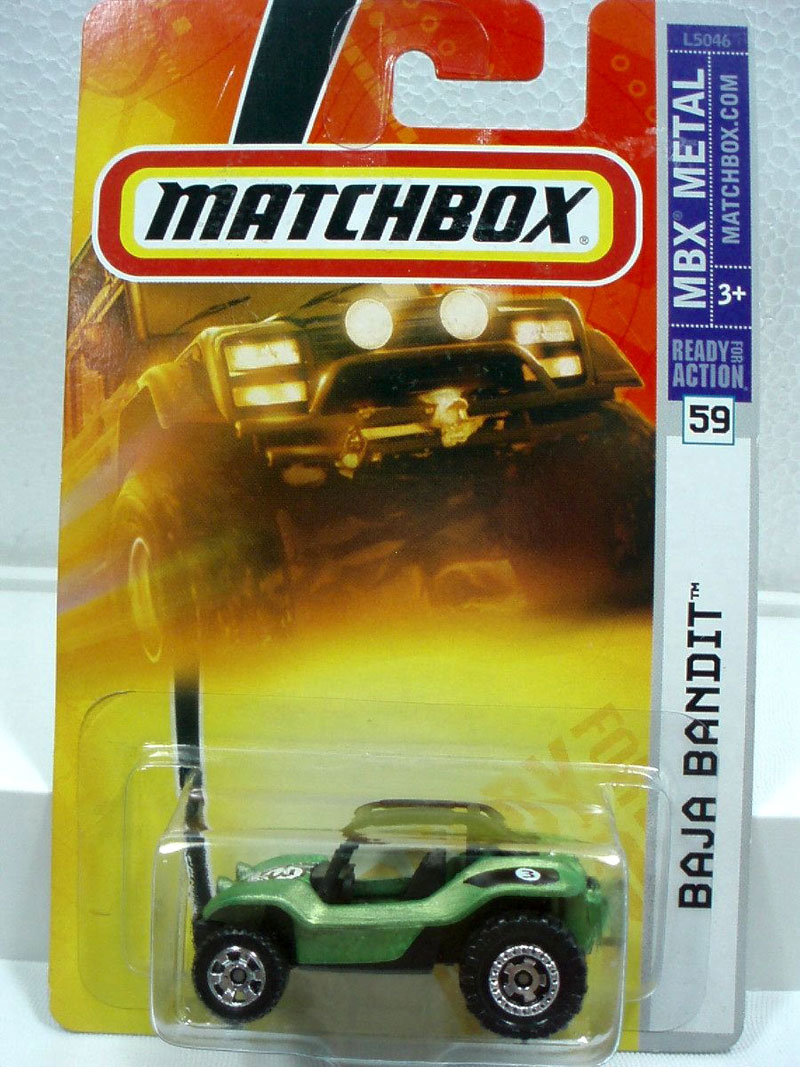 MATCHBOX®
L5046
MBX® METAL
MATCHBOX.COM
3+
READY FOR ACTION®
59
BAJA BANDIT™
3